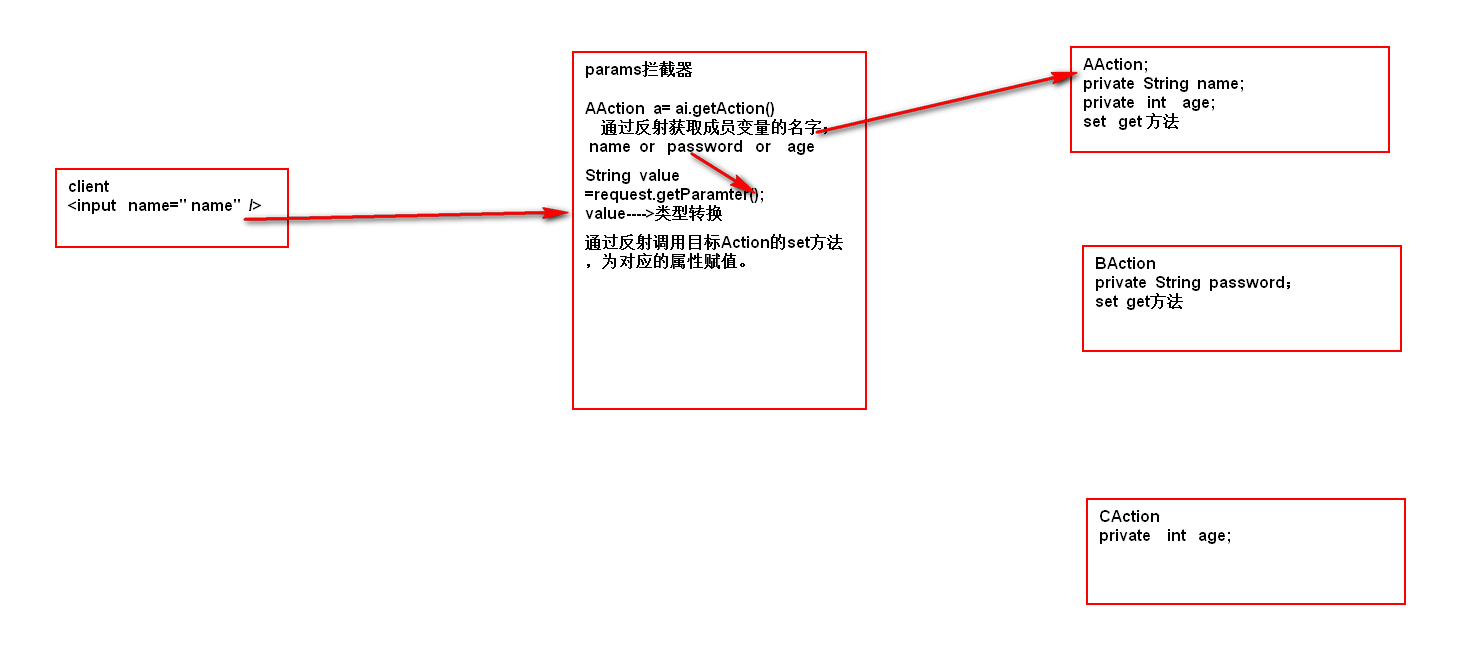 client
<input name=" name" />
params拦截器
AAction a= ai.getAction()
通过反射获取成员变量的名字;
name or password or age
String value
=request.getParamter();
value---->类型转换
通过反射调用目标Action的set方法
，为对应的属性赋值。
AAction;
private String name;
private int age;
set get 方法
BAction
private String password;
set get方法
CAction
private int age;